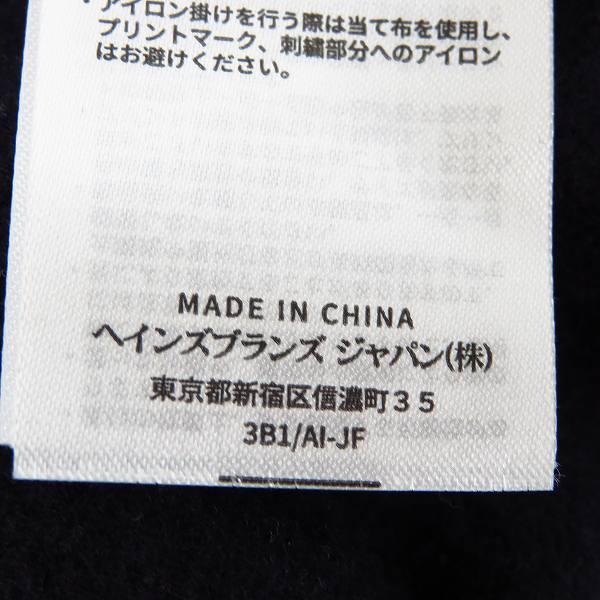 ・アイロン掛けを行う際は当て布を使用し、
プリントマーク、刺繍部分へのアイロン
はお避けください。
MADE IN CHINA
ヘインズブランズ ジャパン(株)
東京都新宿区信濃町35
3B1/AI-JF